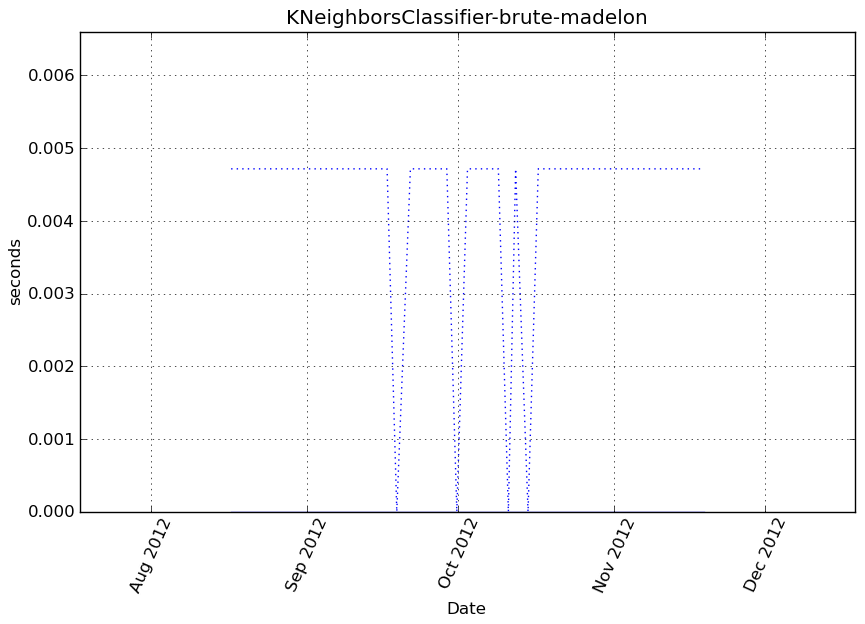 KNeighborsClassifier-brute-madelon
0.006
0.005
0.004
0.003
0.002
0.001
0.000
seconds
Aug 2012
Sep 2012
Oct 2012
Nov 2012
Dec 2012
Date